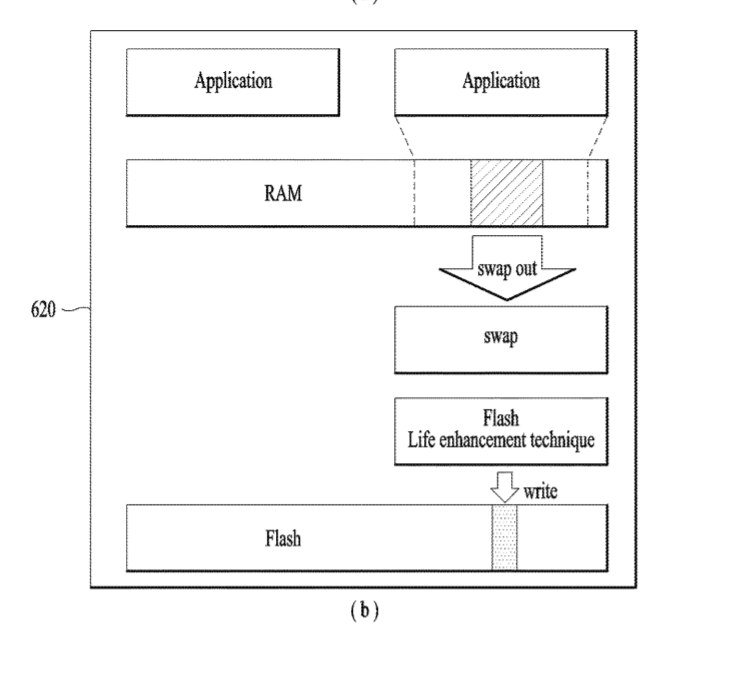 Application
Application
RAM
swap out
620
swap
Flash
Life enhancement technique
write
Flash
(b)